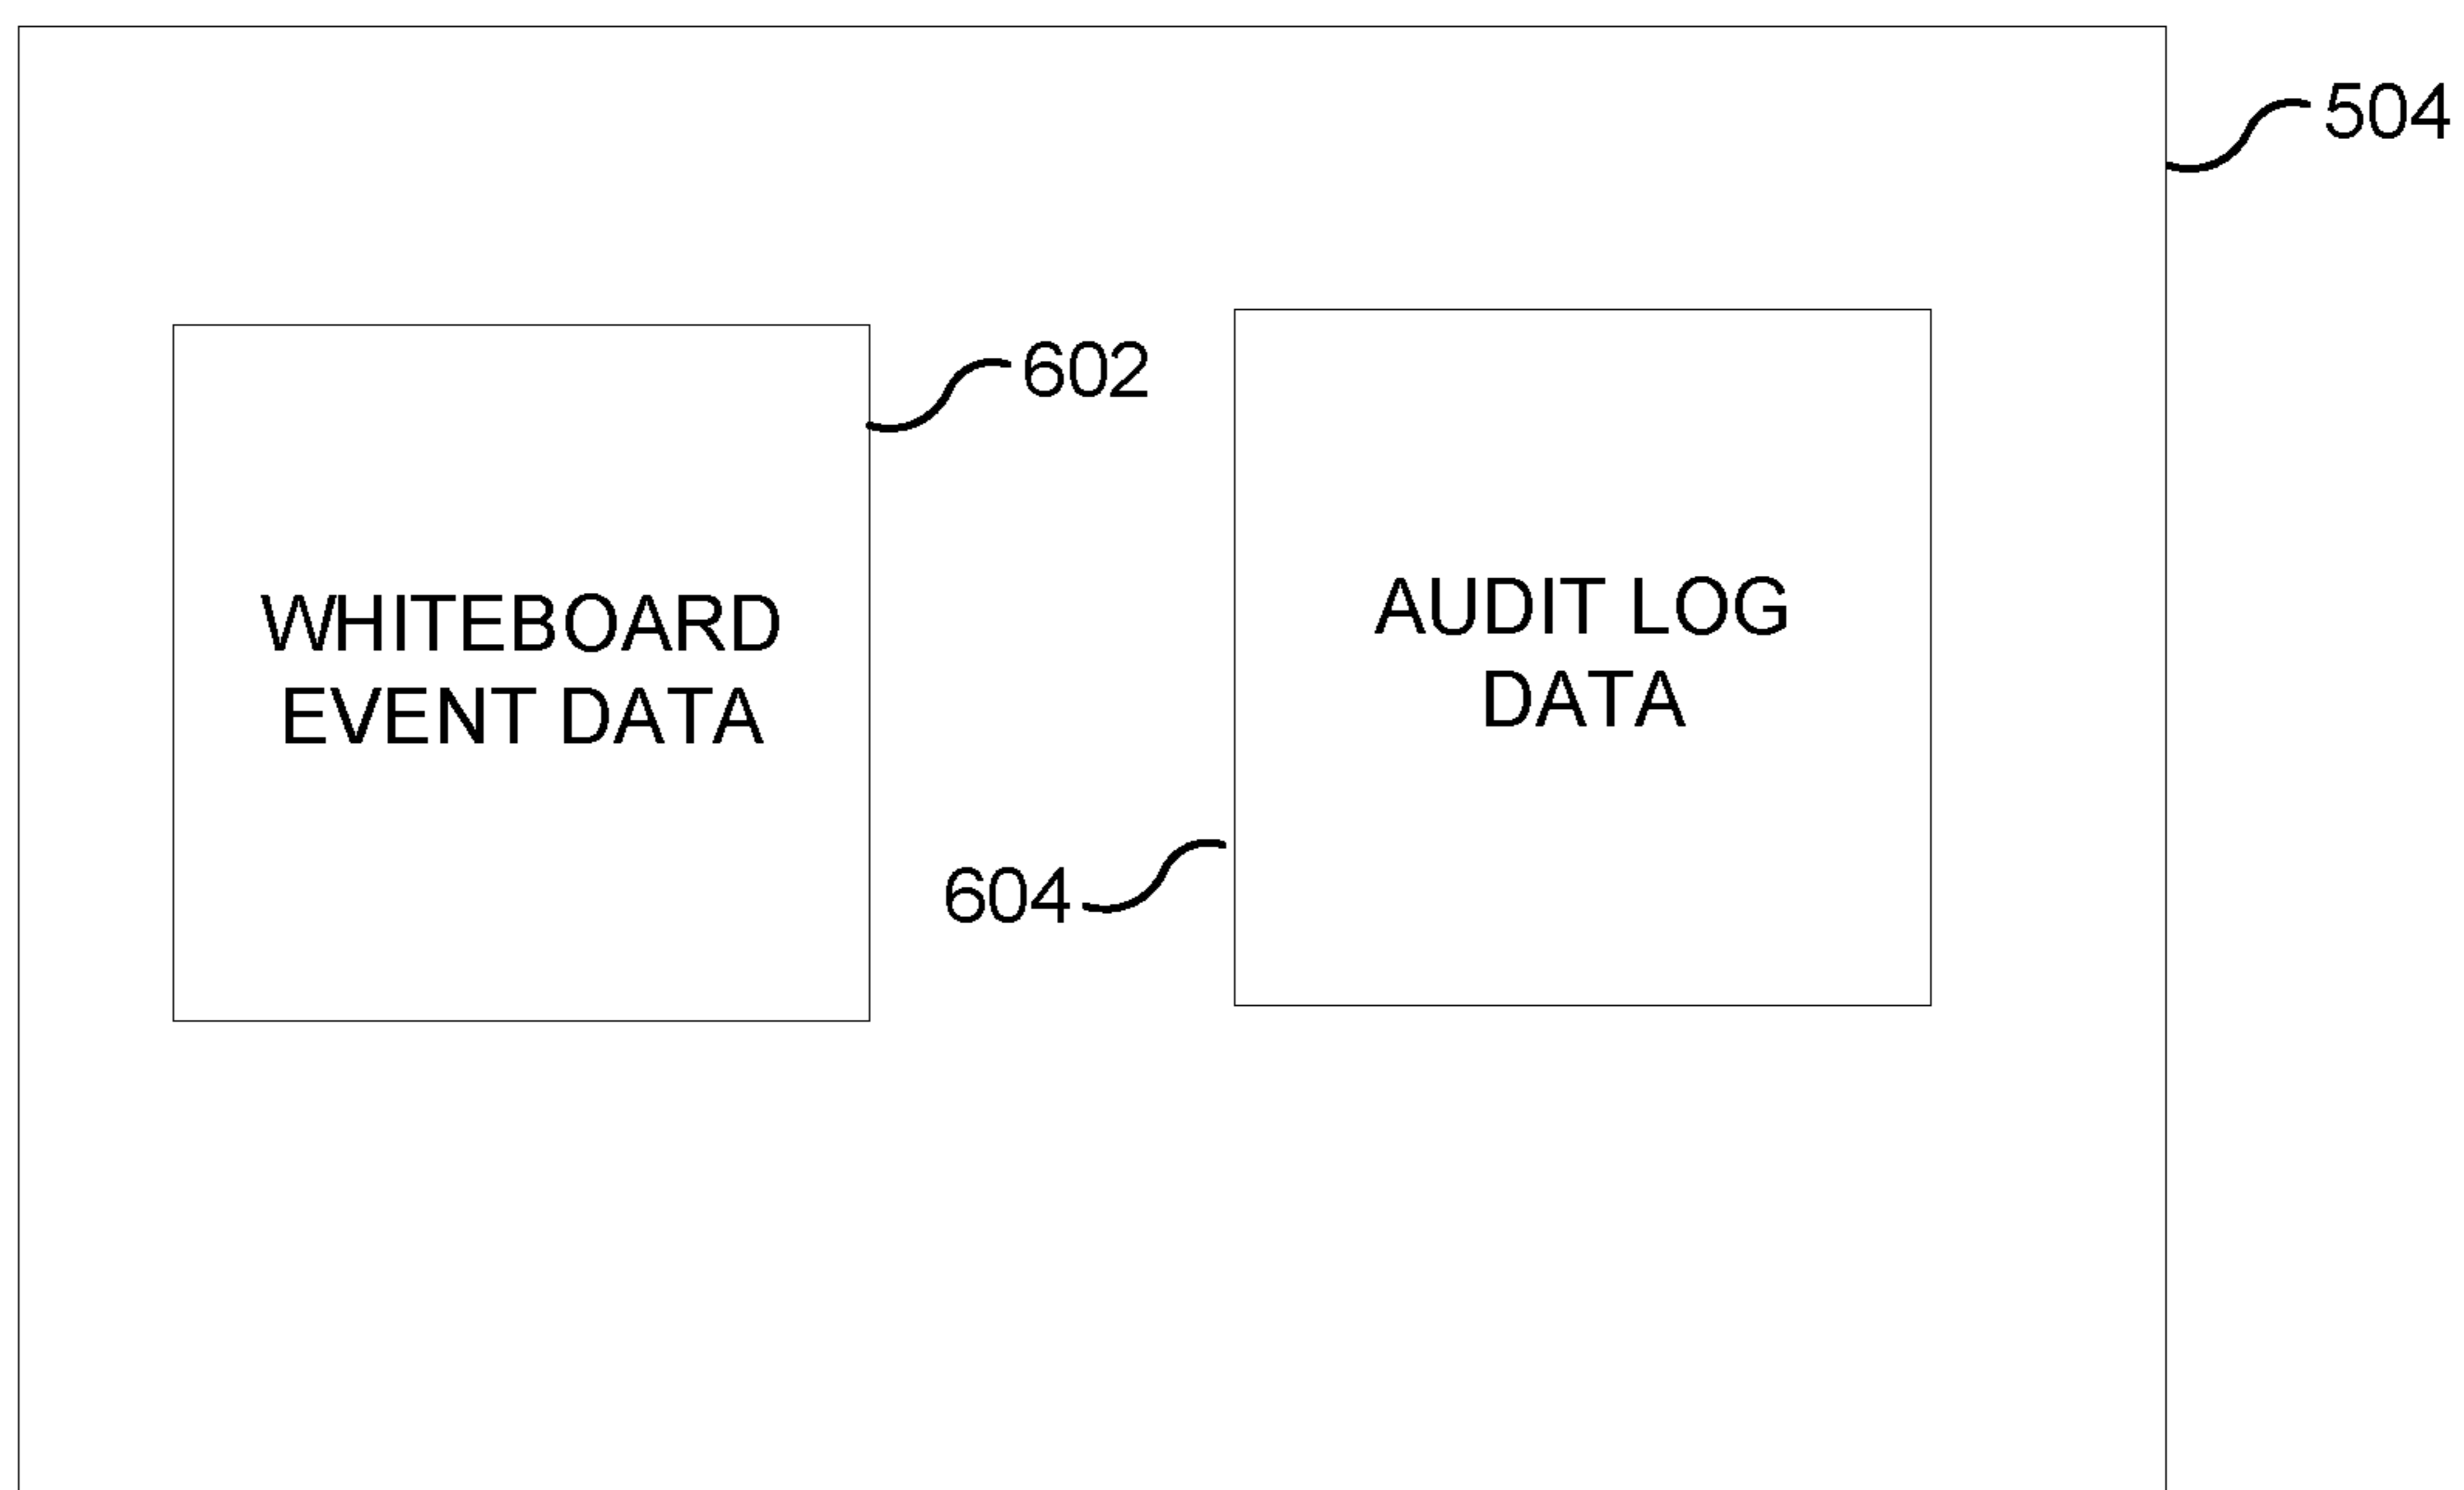 504
602
WHITEBOARD
EVENT DATA
AUDIT LOG
DATA
604